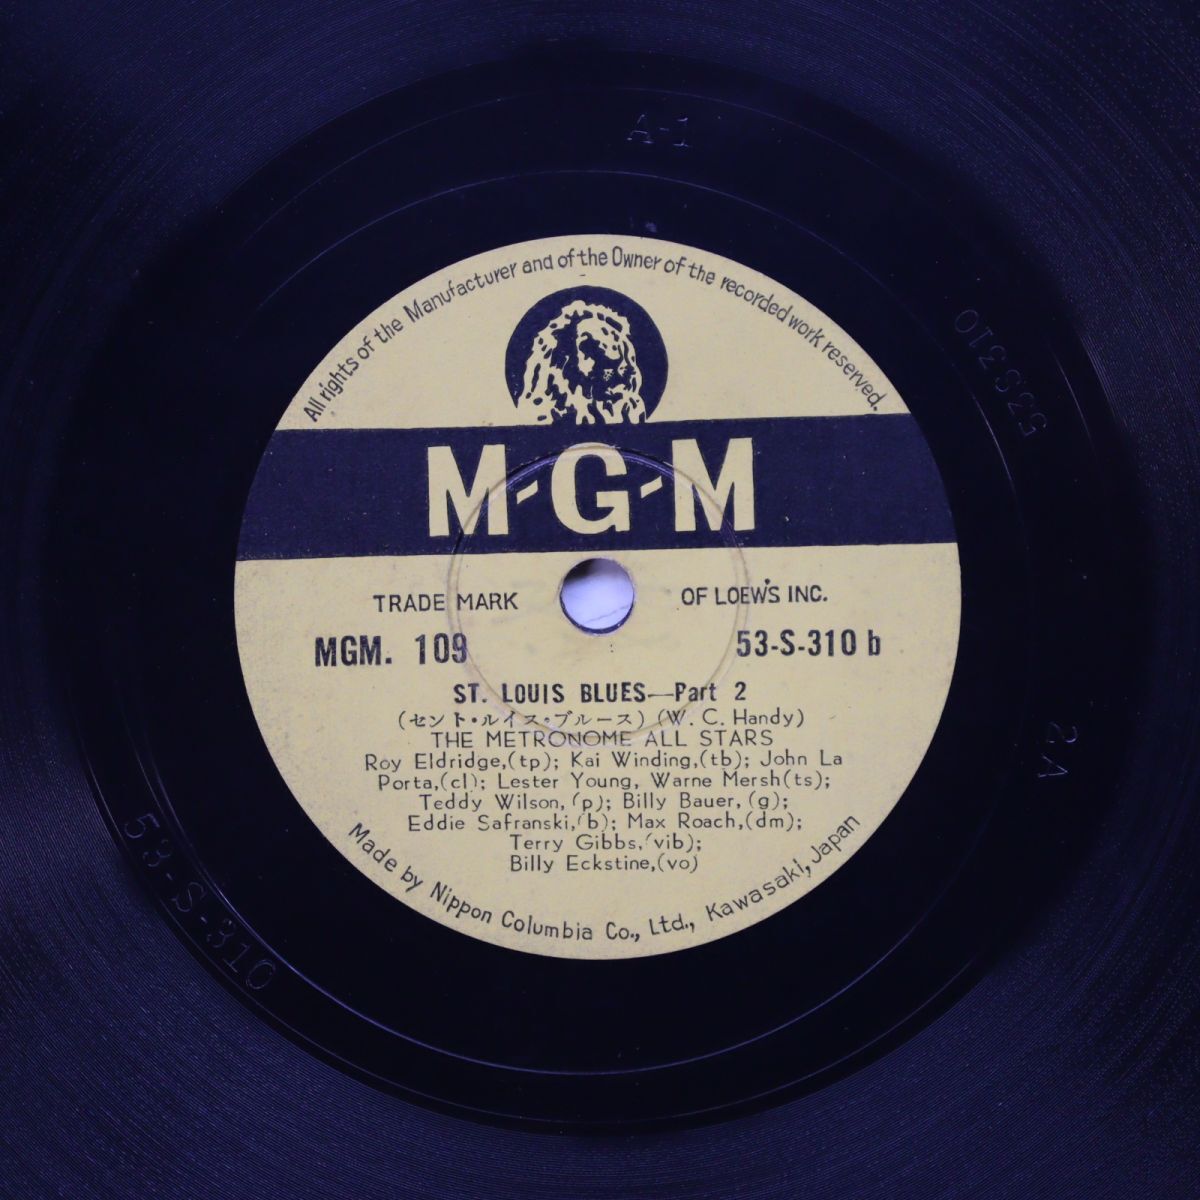 A-1
53S310
All rights of the Manufacturer and of the Owner of the recorded work reserved.
M-G-M
TRADE MARK OF LOEW'S INC.
MGM. 109 53-S-310 b
ST. LOUIS BLUES—Part 2
(セント・ルイス・ブルース) (W. C. Handy)
THE METRONOME ALL STARS
Roy Eldridge,(tp); Kai Winding,(tb); John La
Porta,(cl); Lester Young, Warne Mersh(ts);
Teddy Wilson, (p); Billy Bauer, (g);
Eddie Safranski,(b); Max Roach,(dm);
Terry Gibbs,(vib);
Billy Eckstine,(vo)
Made by Nippon Columbia Co., Ltd., Kawasaki, Japan
2A
53-S-310